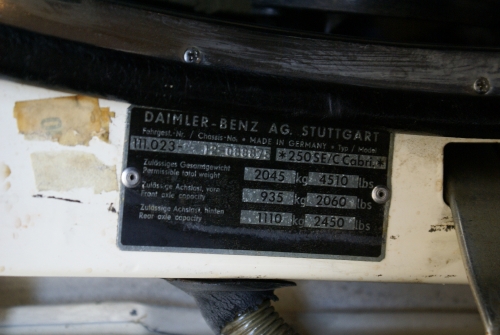 DAIMLER-BENZ AG. STUTTGART
Fahrgest.-Nr. / Chassis-No. • MADE IN GERMANY • Typ / Model
111.023 *250SE/C Cabri.*
Zulässiges Gesamtgewicht
Permissible total weight 2045 kg 4510 lbs
Zulässige Achslast, vorn
Front axle capacity 935 kg 2060 lbs
Zulässige Achslast, hinten
Rear axle capacity 1110 kg 2450 lbs